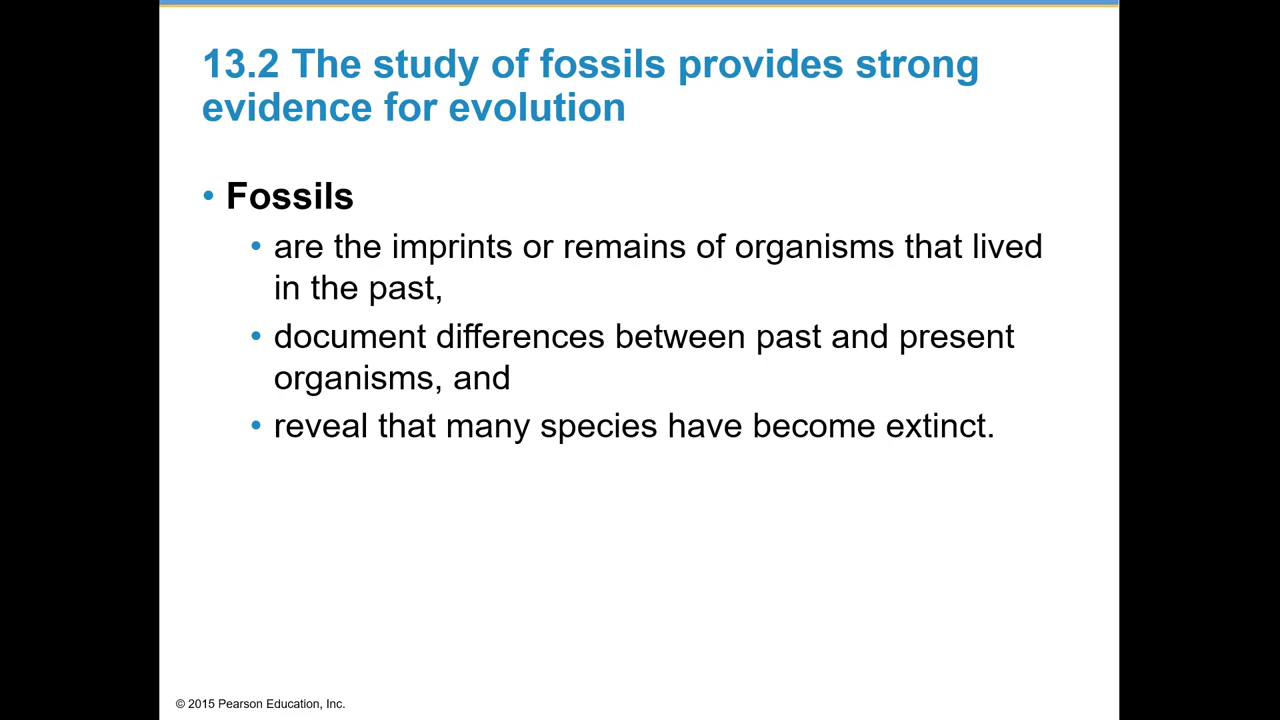 13.2 The study of fossils provides strong
evidence for evolution
• Fossils
• are the imprints or remains of organisms that lived
in the past,
• document differences between past and present
organisms, and
• reveal that many species have become extinct.
© 2015 Pearson Education, Inc.